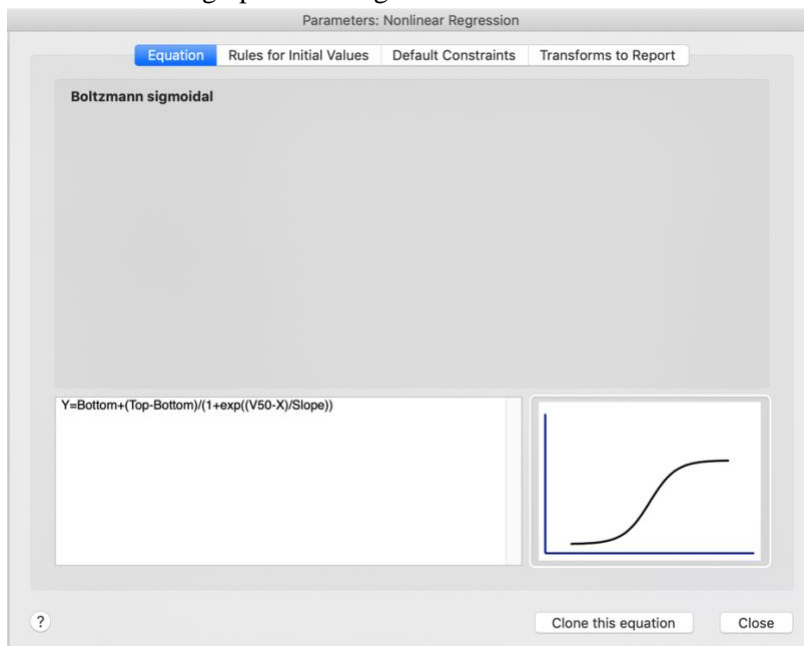 Parameters: Nonlinear Regression
Equation Rules for Initial Values Default Constraints Transforms to Report
Boltzmann sigmoidal
Y=Bottom+(Top-Bottom)/(1+exp((V50-X)/Slope))
? Clone this equation Close